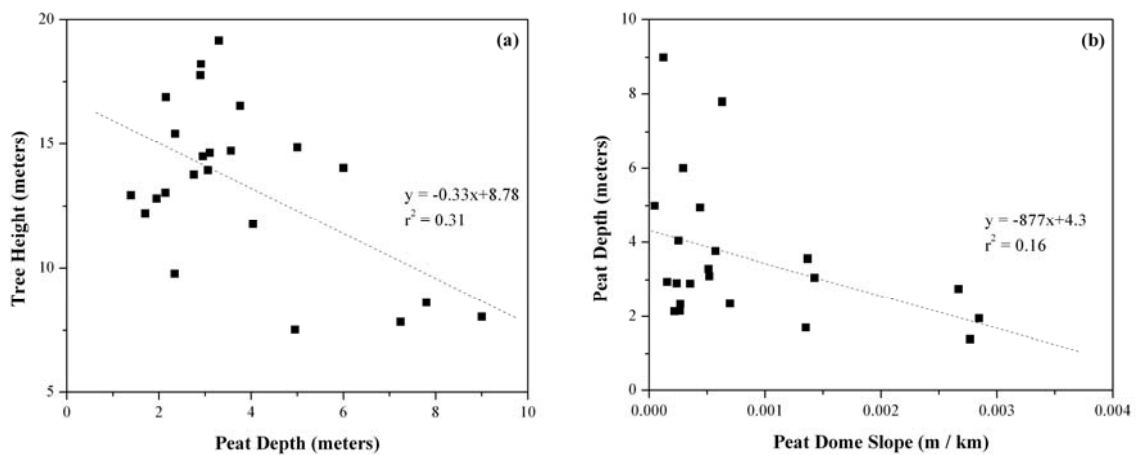 (a)
Tree Height (meters)
20
15
10
5
y = -0.33x+8.78
r² = 0.31
0 2 4 6 8 10
Peat Depth (meters)
(b)
Peat Depth (meters)
10
8
6
4
2
0
y = -877x+4.3
r² = 0.16
0.000 0.001 0.002 0.003 0.004
Peat Dome Slope (m / km)